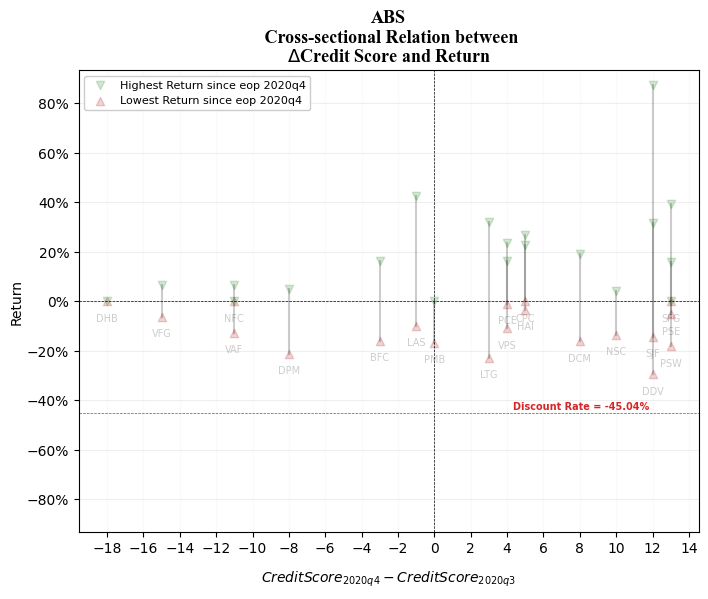 ABS
Cross-sectional Relation between
ΔCredit Score and Return
Highest Return since eop 2020q4
Lowest Return since eop 2020q4
80%
60%
40%
20%
0%
−20%
−40%
−60%
−80%
Return
DHB
VFG
NFC
VAF
DPM
BFC
LAS
PMB
LTG
PCE
VPS
CPC
HAI
DCM
NSC
SJF
DDV
SFG
PSE
PSW
Discount Rate = -45.04%
−18 −16 −14 −12 −10 −8 −6 −4 −2 0 2 4 6 8 10 12 14
CreditScore2020q4 − CreditScore2020q3